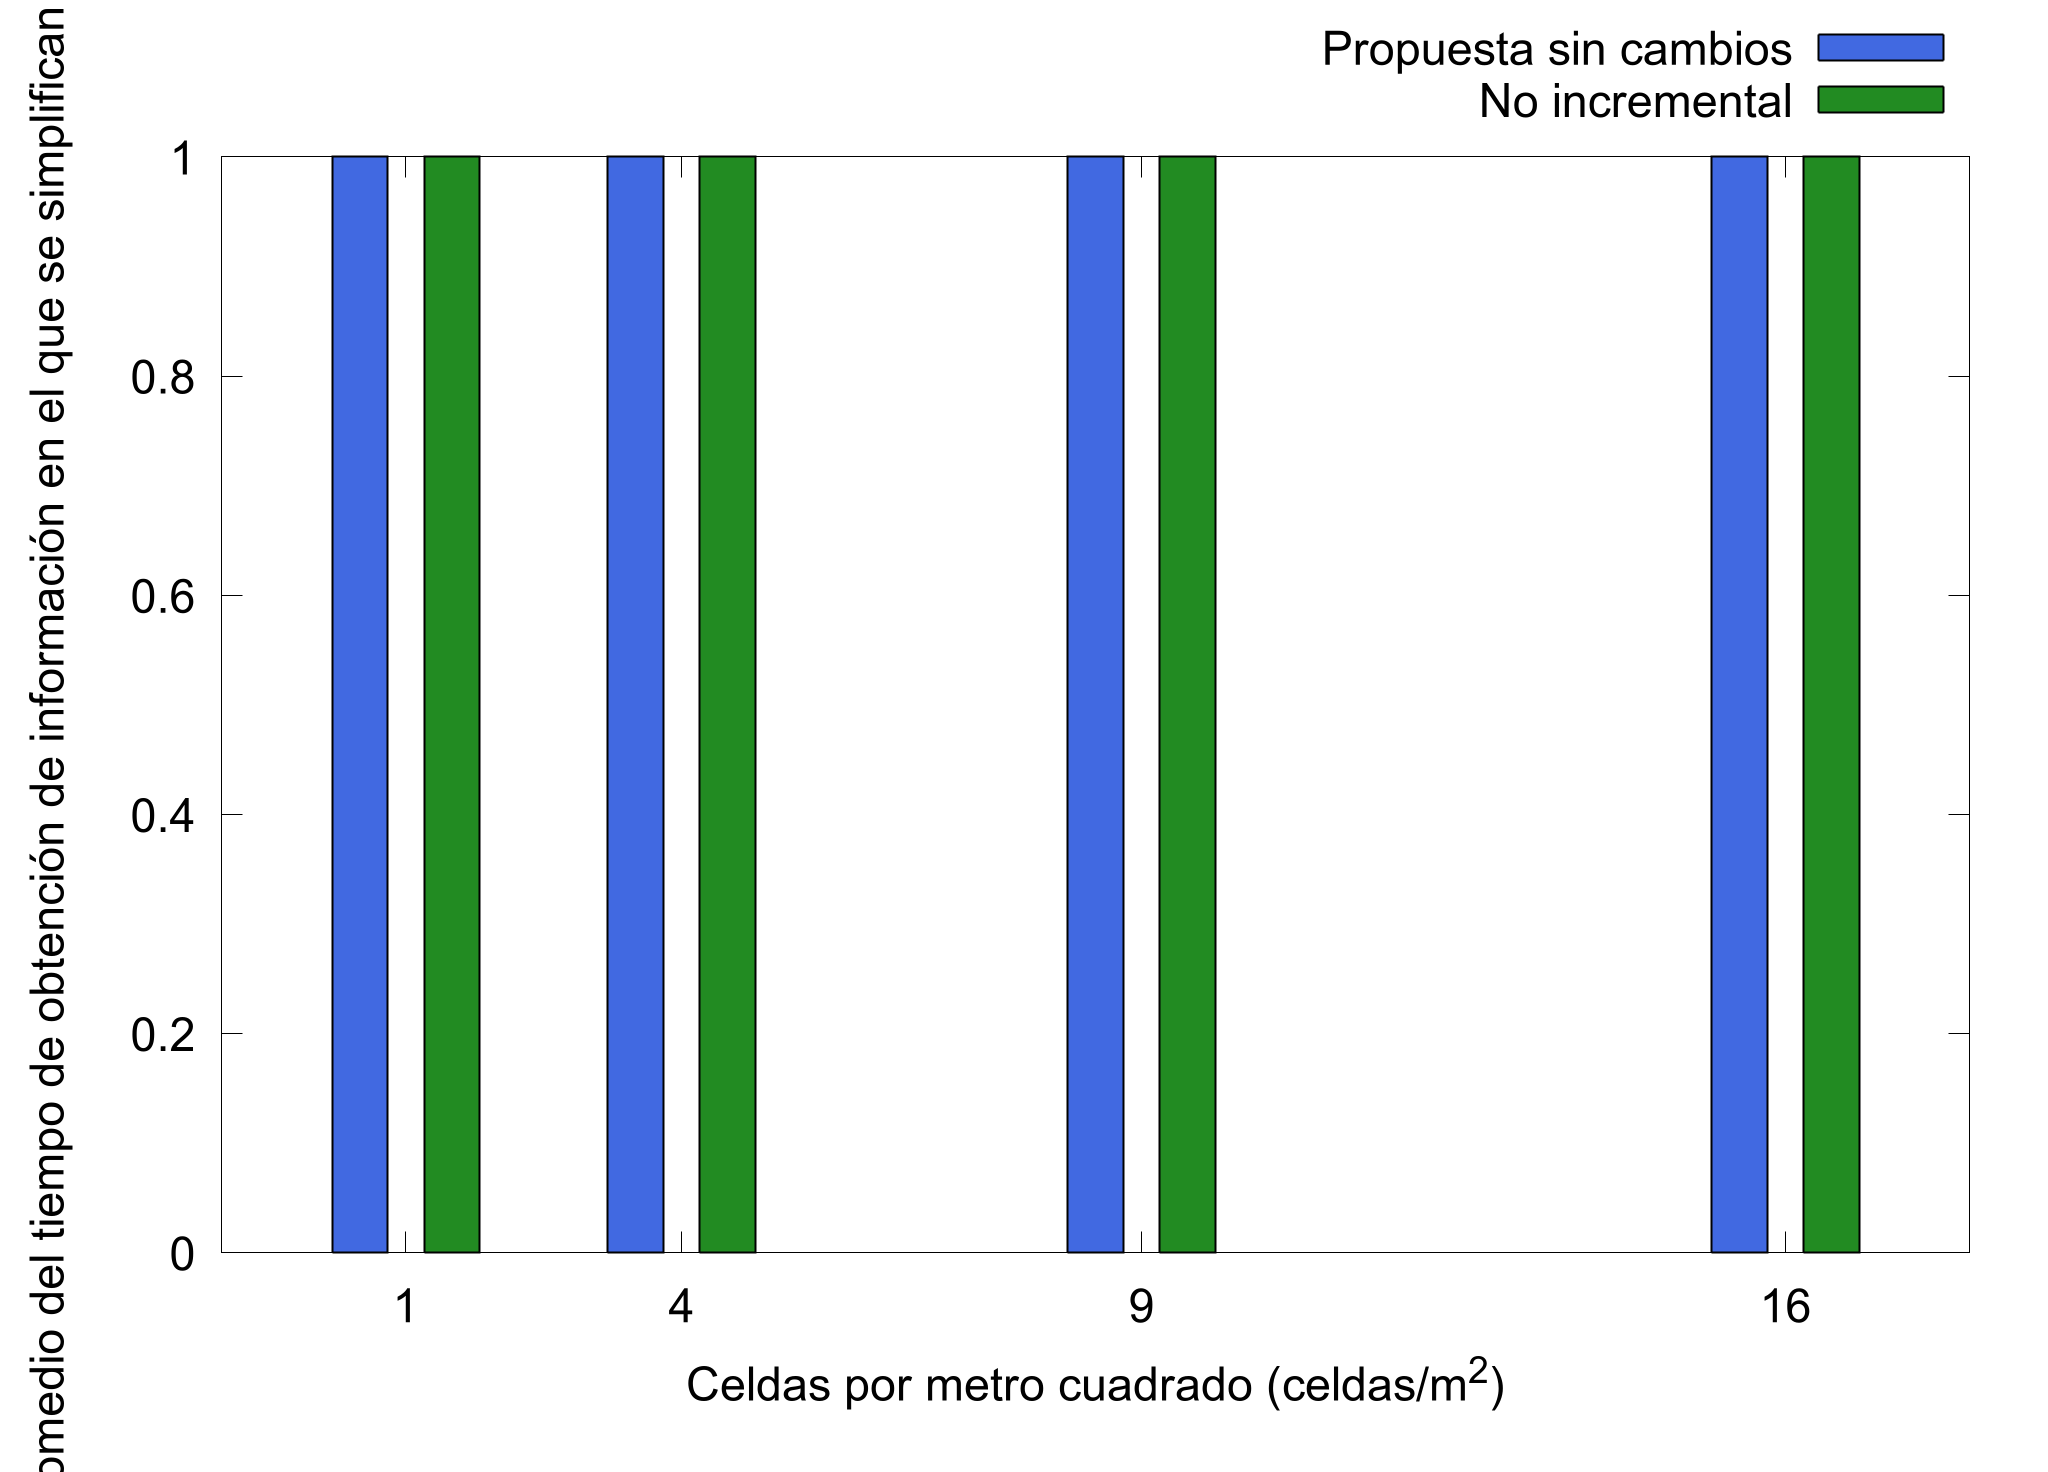 Propuesta sin cambios
No incremental
omedio del tiempo de obtención de información en el que se simplifican
1
0.8
0.6
0.4
0.2
0
1 4 9 16
Celdas por metro cuadrado (celdas/m²)